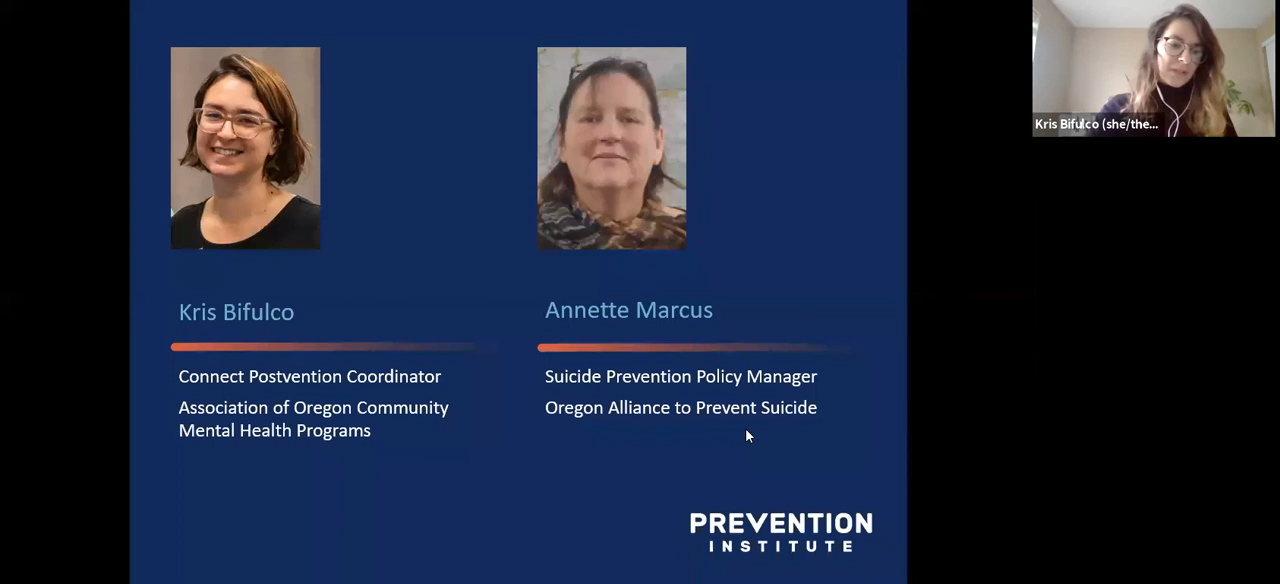 Kris Bifulco
Connect Postvention Coordinator
Association of Oregon Community
Mental Health Programs
Annette Marcus
Suicide Prevention Policy Manager
Oregon Alliance to Prevent Suicide
PREVENTION
INSTITUTE
Kris Bifulco (she/the...